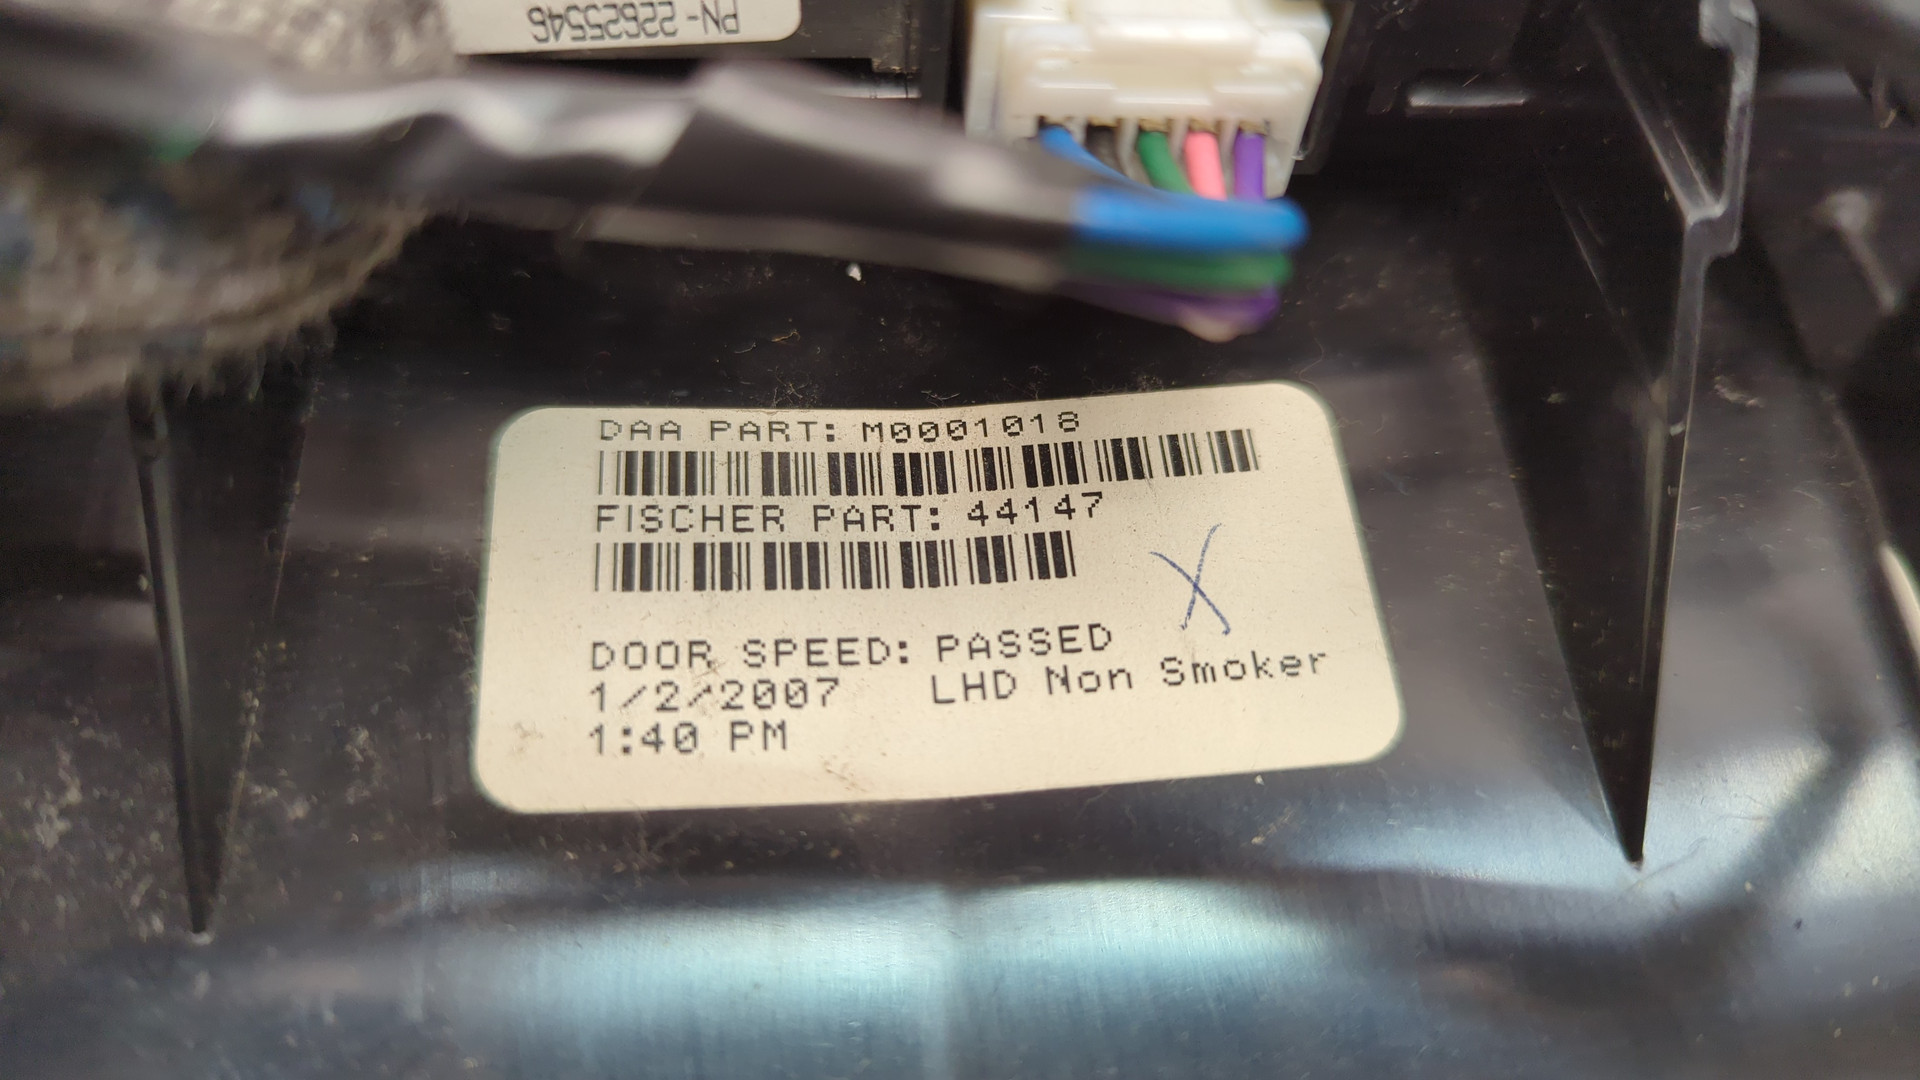 PN-22625546
DAA PART: M0001018
FISCHER PART: 44147
X
DOOR SPEED: PASSED
1/2/2007 LHD Non Smoker
1:40 PM